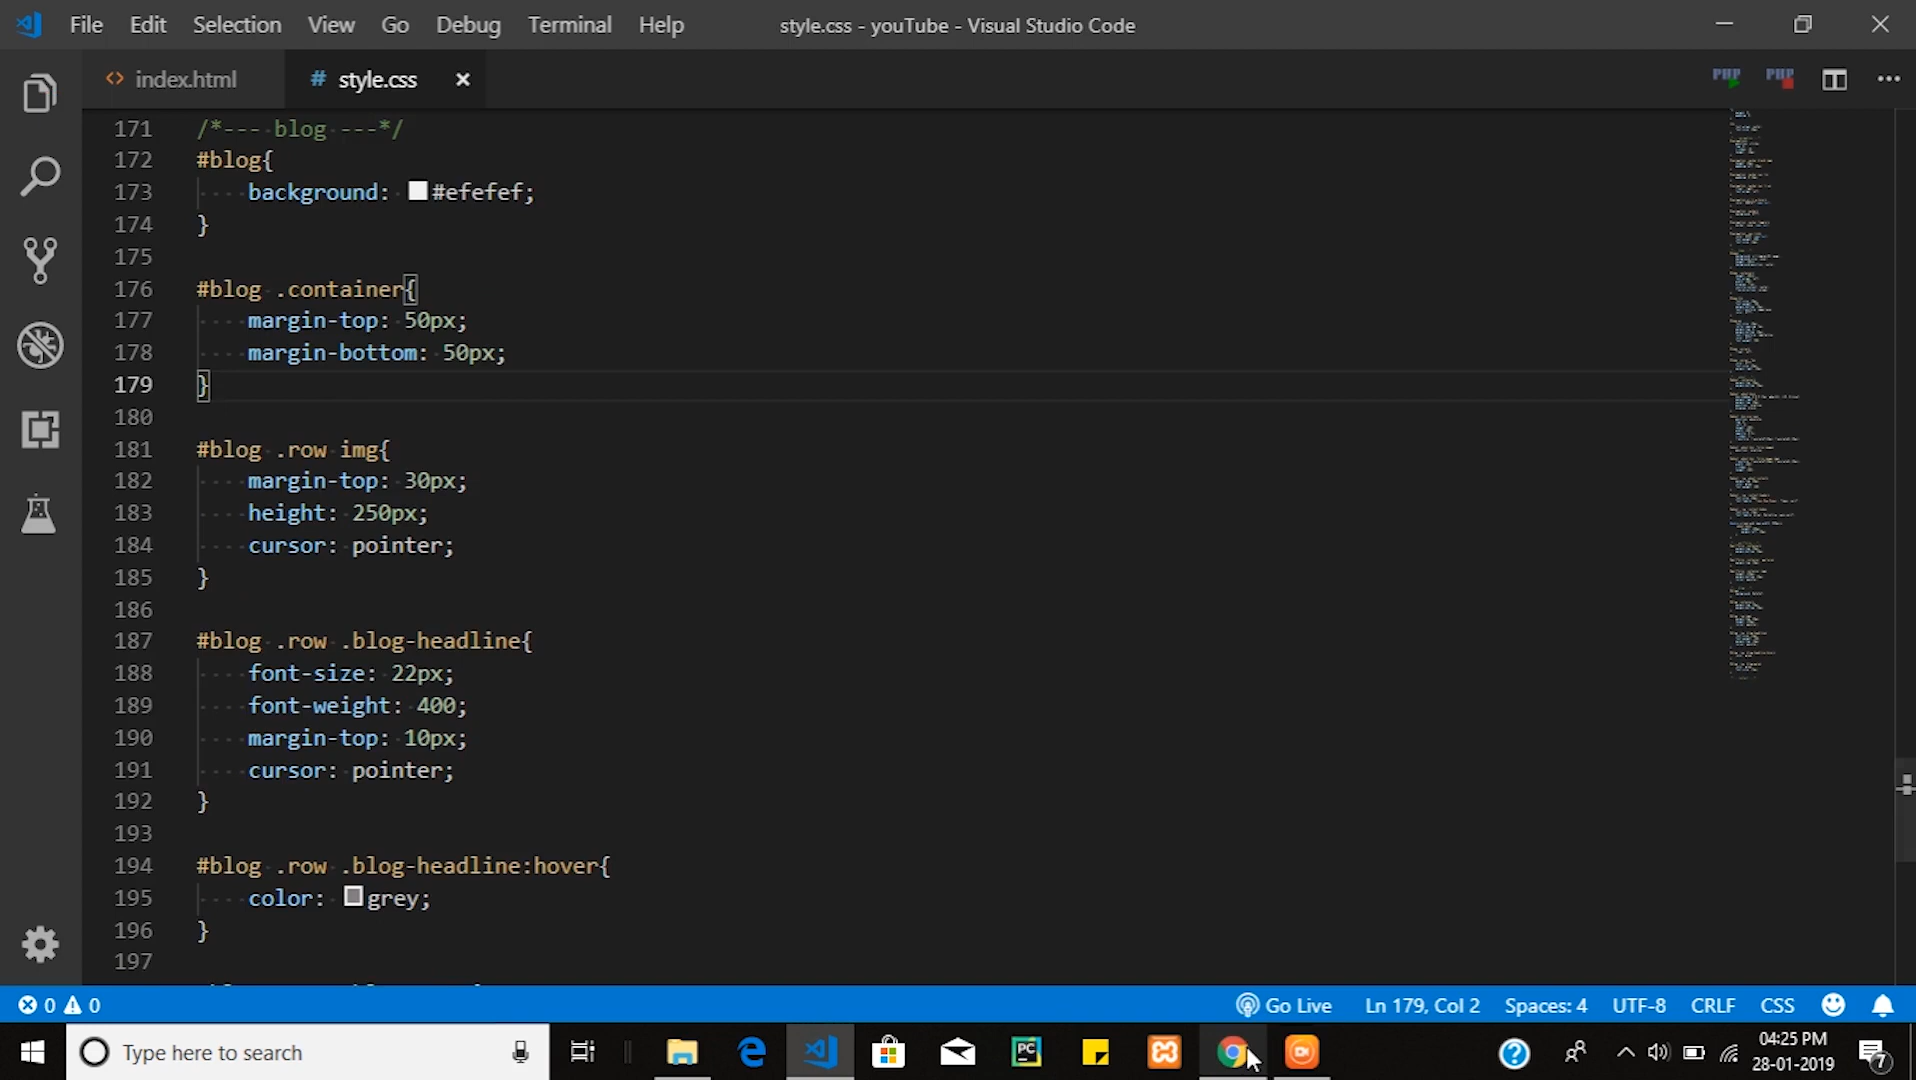 File Edit Selection View Go Debug Terminal Help
style.css - youTube - Visual Studio Code
<> index.html
# style.css ×
PHP PHP
171 /*--- blog ---*/
172 #blog{
173 background: #efefef;
174 }
175
176 #blog .container{
177 margin-top: 50px;
178 margin-bottom: 50px;
179 }
180
181 #blog .row img{
182 margin-top: 30px;
183 height: 250px;
184 cursor: pointer;
185 }
186
187 #blog .row .blog-headline{
188 font-size: 22px;
189 font-weight: 400;
190 margin-top: 10px;
191 cursor: pointer;
192 }
193
194 #blog .row .blog-headline:hover{
195 color: grey;
196 }
197
0 0
Go Live Ln 179, Col 2 Spaces: 4 UTF-8 CRLF CSS
Type here to search
PC
04:25 PM
28-01-2019
7